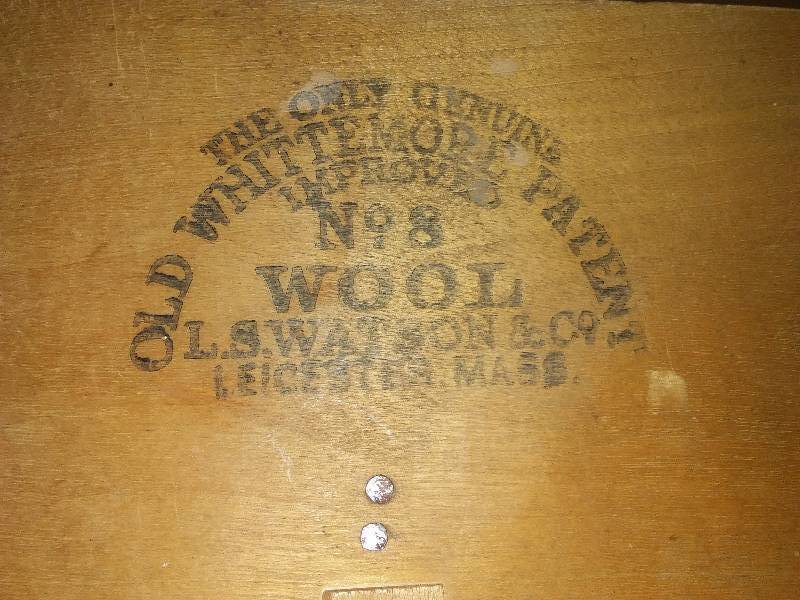 THE ONLY GENUINE
OLD WHITTEMORE PATENT
IMPROVED
No 8
WOOL
L.S. WATSON & Co
LEICESTER. MASS.